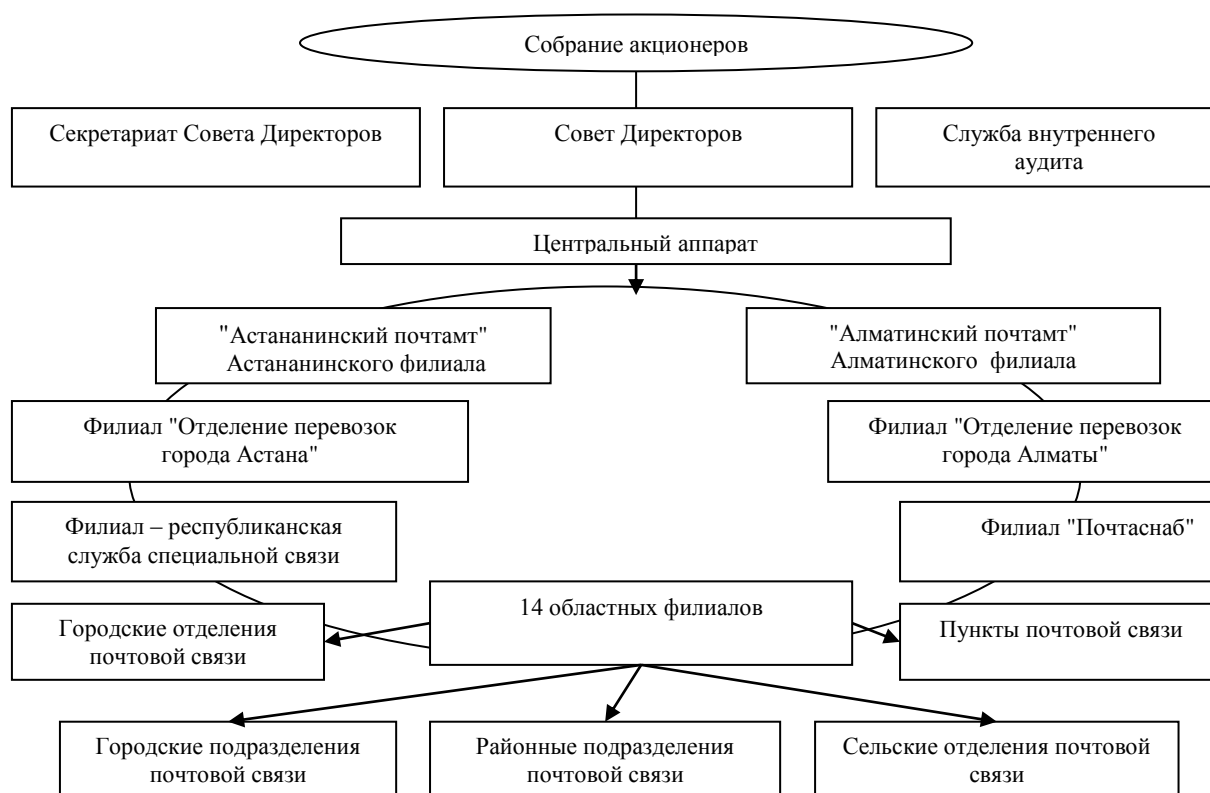 Собрание акционеров
Секретариат Совета Директоров
Совет Директоров
Служба внутреннего
аудита
Центральный аппарат
"Астананинский почтамт"
Астананинского филиала
"Алматинский почтамт"
Алматинского филиала
Филиал "Отделение перевозок
города Астана"
Филиал "Отделение перевозок
города Алматы"
Филиал – республиканская
служба специальной связи
Филиал "Почтаснаб"
14 областных филиалов
Городские отделения
почтовой связи
Пункты почтовой связи
Городские подразделения
почтовой связи
Районные подразделения
почтовой связи
Сельские отделения почтовой
связи